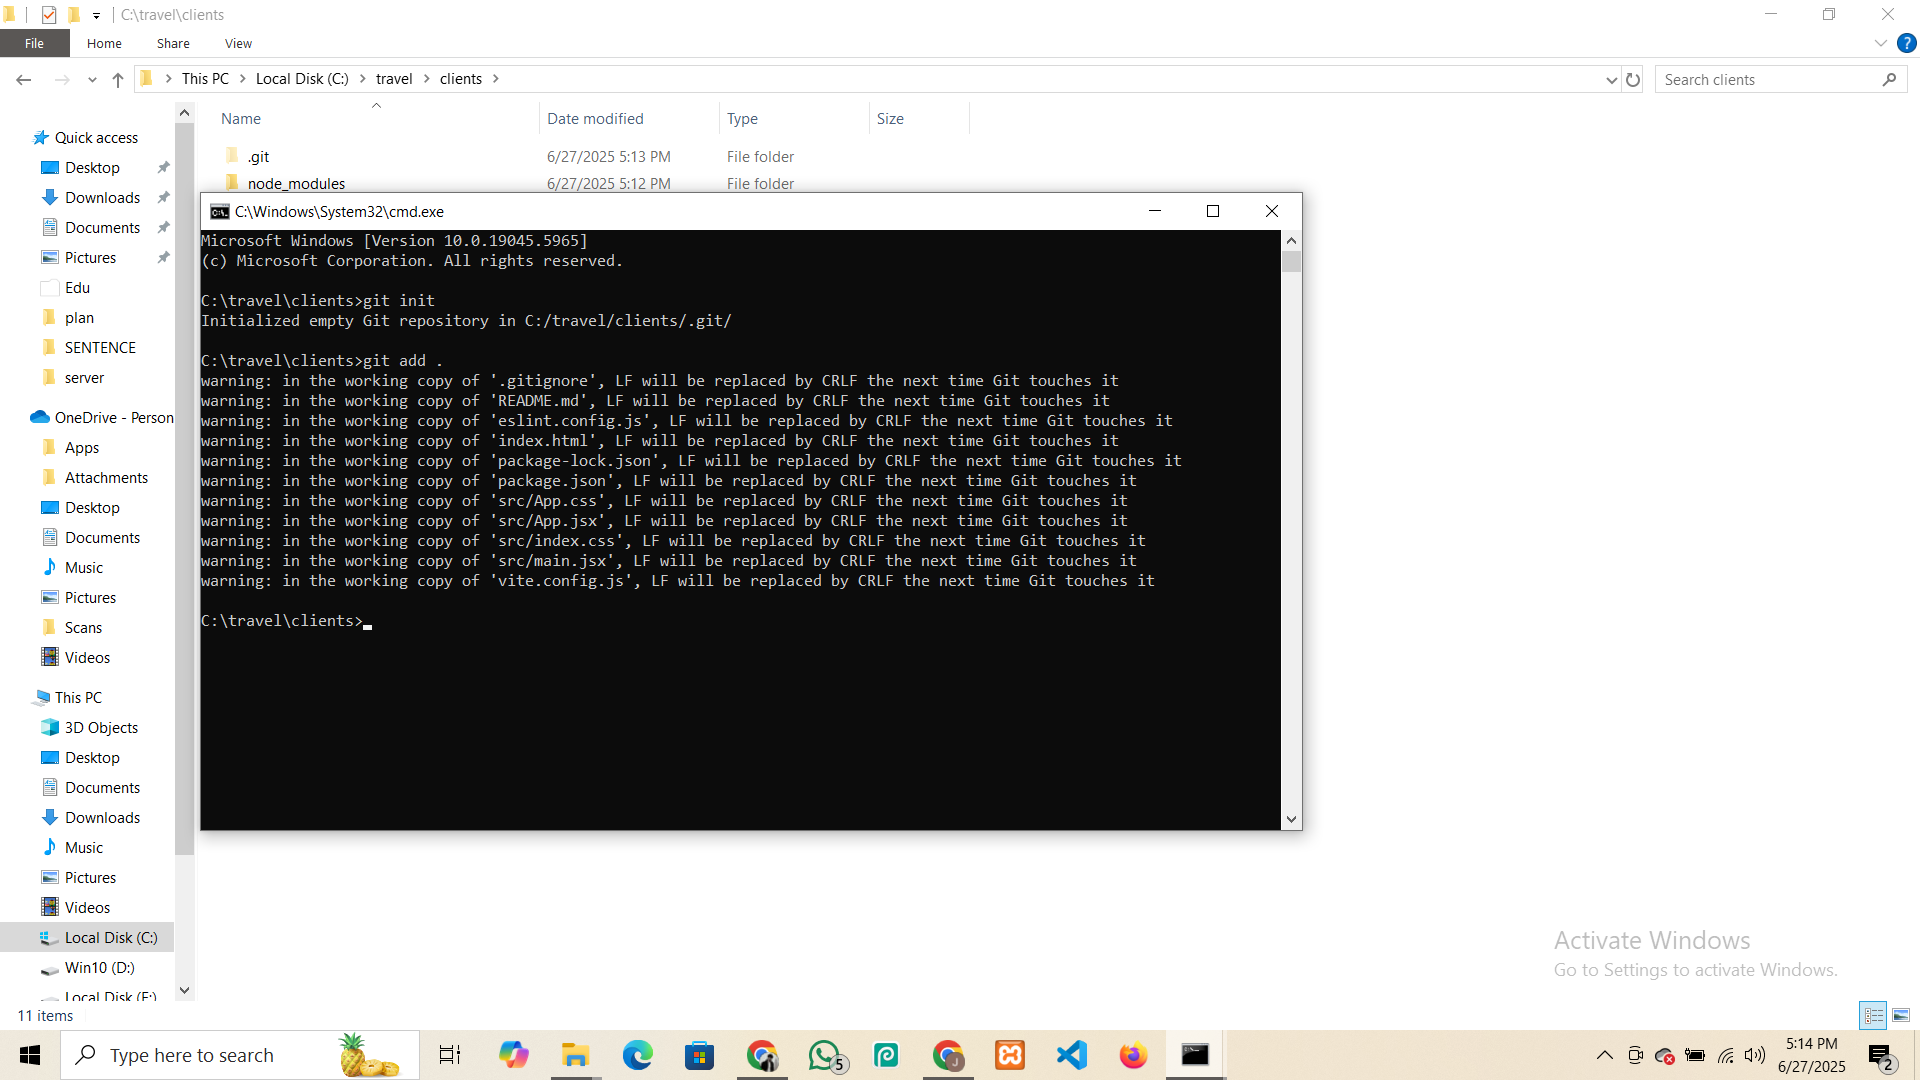 C:\travel\clients
File
Home
Share
View
This PC
Local Disk (C:)
travel
clients
Search clients
Name
Date modified
Type
Size
.git
6/27/2025 5:13 PM
File folder
node_modules
6/27/2025 5:12 PM
File folder
Quick access
Desktop
Downloads
Documents
Pictures
Edu
plan
SENTENCE
server
OneDrive - Person
Apps
Attachments
Desktop
Documents
Music
Pictures
Scans
Videos
This PC
3D Objects
Desktop
Documents
Downloads
Music
Pictures
Videos
Local Disk (C:)
Win10 (D:)
Local Disk (E:)
11 items
C:\Windows\System32\cmd.exe
Microsoft Windows [Version 10.0.19045.5965]
(c) Microsoft Corporation. All rights reserved.
C:\travel\clients>git init
Initialized empty Git repository in C:/travel/clients/.git/
C:\travel\clients>git add .
warning: in the working copy of '.gitignore', LF will be replaced by CRLF the next time Git touches it
warning: in the working copy of 'README.md', LF will be replaced by CRLF the next time Git touches it
warning: in the working copy of 'eslint.config.js', LF will be replaced by CRLF the next time Git touches it
warning: in the working copy of 'index.html', LF will be replaced by CRLF the next time Git touches it
warning: in the working copy of 'package-lock.json', LF will be replaced by CRLF the next time Git touches it
warning: in the working copy of 'package.json', LF will be replaced by CRLF the next time Git touches it
warning: in the working copy of 'src/App.css', LF will be replaced by CRLF the next time Git touches it
warning: in the working copy of 'src/App.jsx', LF will be replaced by CRLF the next time Git touches it
warning: in the working copy of 'src/index.css', LF will be replaced by CRLF the next time Git touches it
warning: in the working copy of 'src/main.jsx', LF will be replaced by CRLF the next time Git touches it
warning: in the working copy of 'vite.config.js', LF will be replaced by CRLF the next time Git touches it
C:\travel\clients>
Activate Windows
Go to Settings to activate Windows.
Type here to search
5
J
5:14 PM
6/27/2025
2